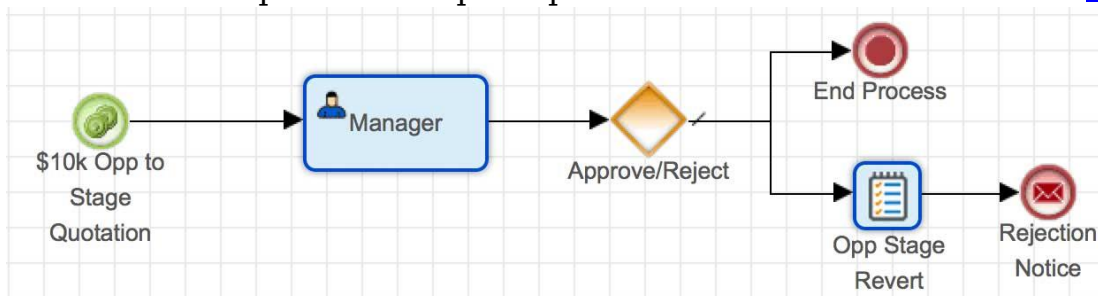 $10k Opp to
Stage
Quotation
Manager
Approve/Reject
End Process
Opp Stage
Revert
Rejection
Notice